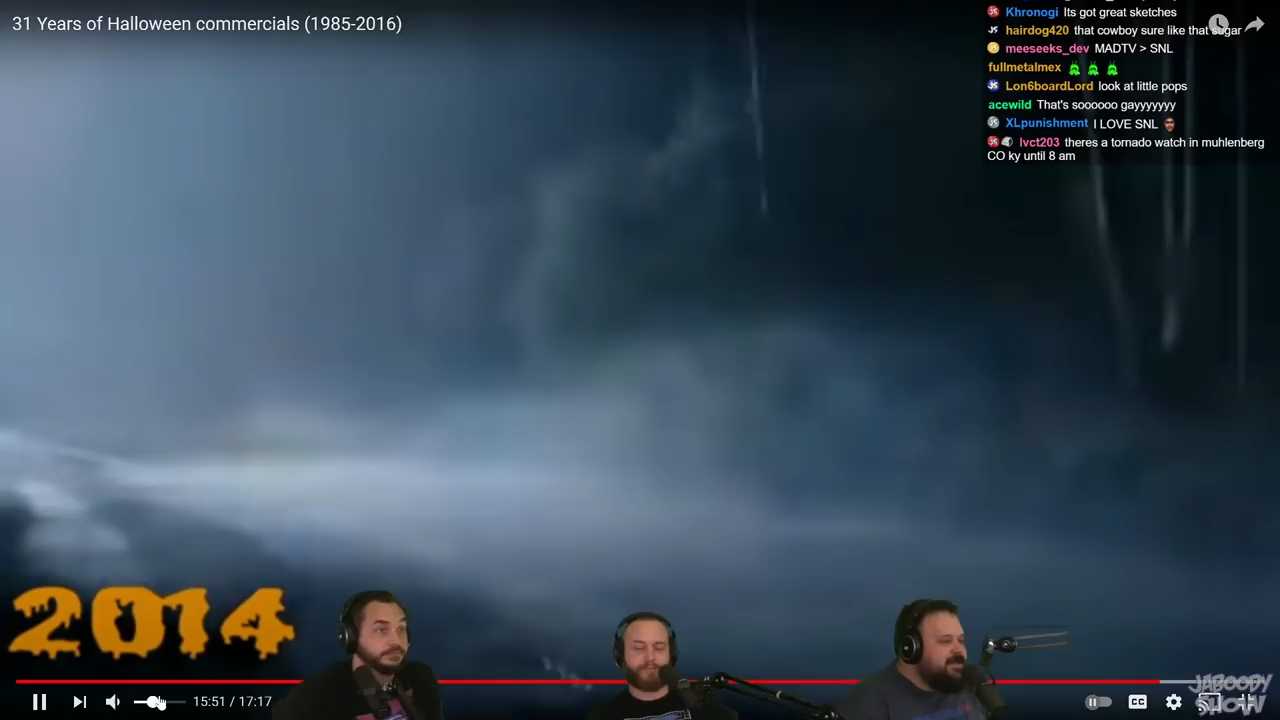 31 Years of Halloween commercials (1985-2016)
Khronogi Its got great sketches
hairdog420 that cowboy sure like that sugar
meeseeks_dev MADTV > SNL
fullmetalmex
Lon6boardLord look at little pops
acewild That's soooooo gayyyyyyy
XLpunishment I LOVE SNL
lvct203 theres a tornado watch in muhlenberg
CO ky until 8 am
2014
15:51 / 17:17
CC
JABOODY
SHOW